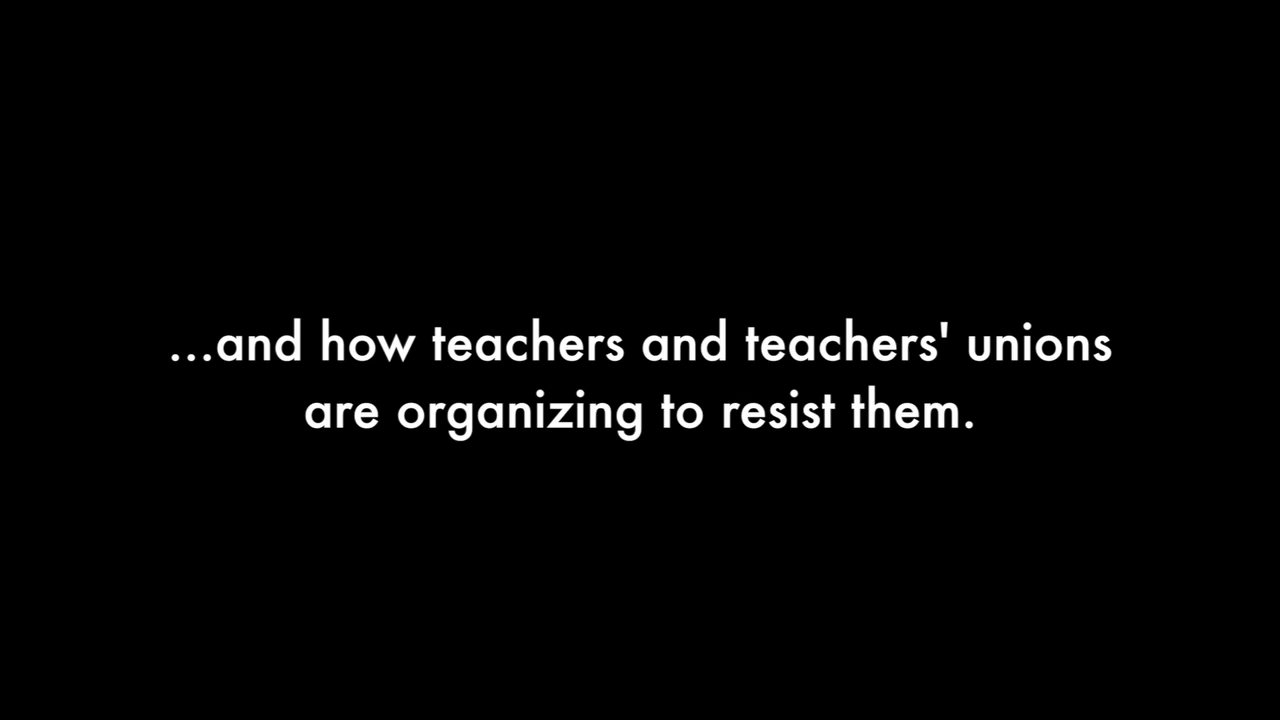 ...and how teachers and teachers' unions
are organizing to resist them.